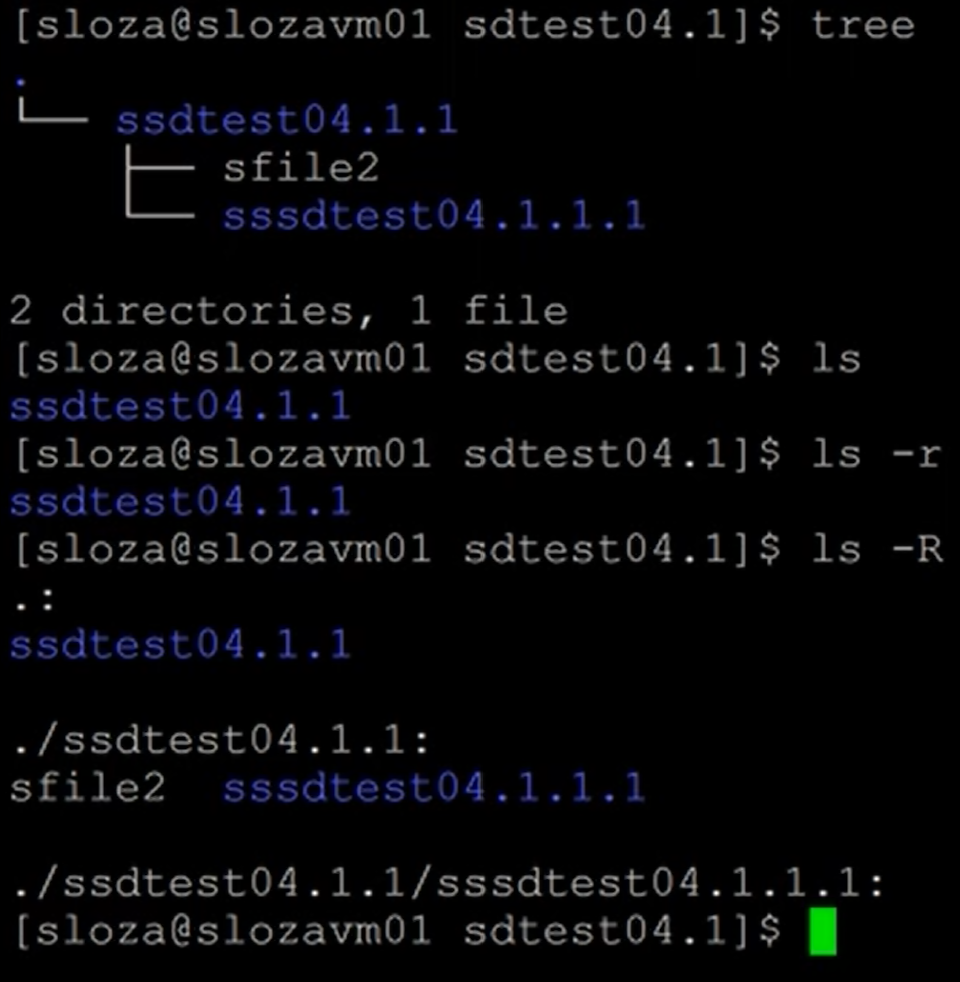 [sloza@slozavm01 sdtest04.1]$ tree
.
└── ssdtest04.1.1
    ├── sfile2
    └── sssdtest04.1.1.1

2 directories, 1 file
[sloza@slozavm01 sdtest04.1]$ ls
ssdtest04.1.1
[sloza@slozavm01 sdtest04.1]$ ls -r
ssdtest04.1.1
[sloza@slozavm01 sdtest04.1]$ ls -R
.:
ssdtest04.1.1

./ssdtest04.1.1:
sfile2  sssdtest04.1.1.1

./ssdtest04.1.1/sssdtest04.1.1.1:
[sloza@slozavm01 sdtest04.1]$